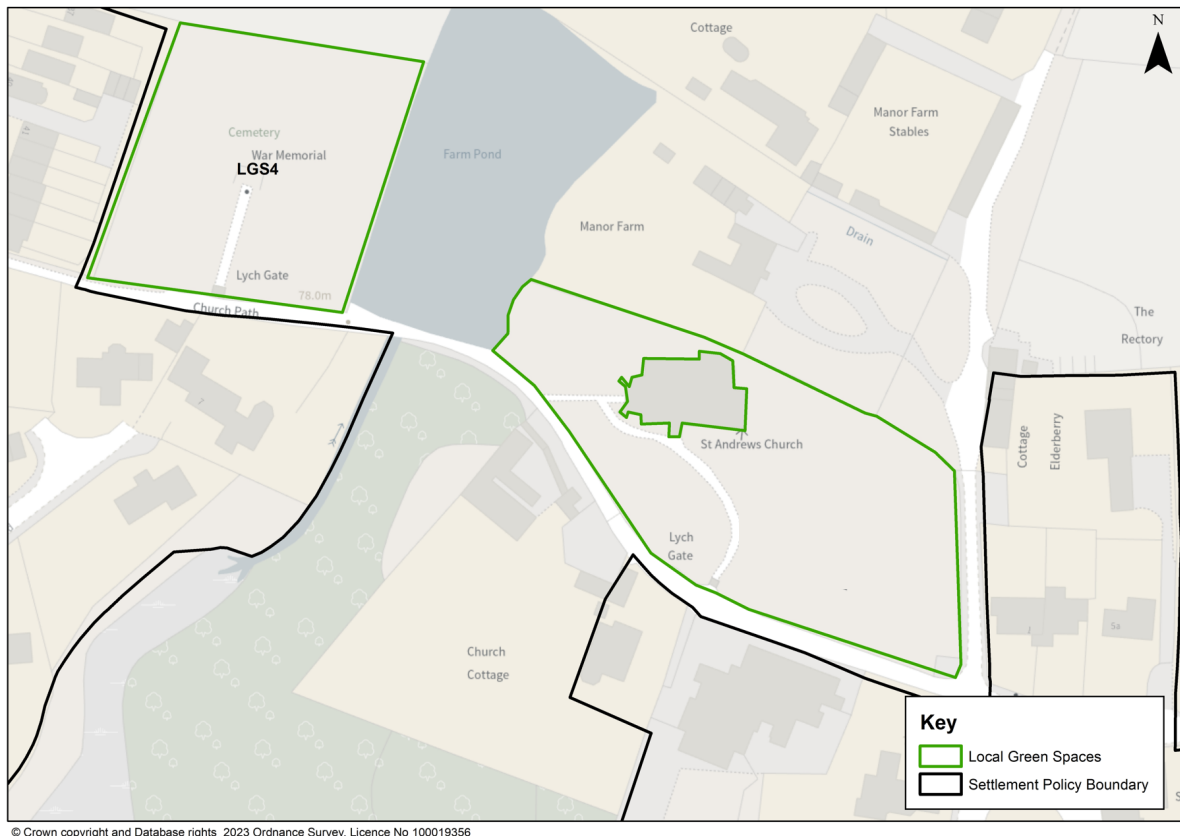 N
Cottage
Manor Farm
Stables
Cemetery
War Memorial
LGS4
Farm Pond
41
Manor Farm
Drain
Lych Gate
78.0m
Church Path
The
Rectory
Cottage
Elderberry
St Andrews Church
Lych
Gate
Church
Cottage
5a
Key
Local Green Spaces
Settlement Policy Boundary
© Crown copyright and Database rights 2023 Ordnance Survey. Licence No 100019356